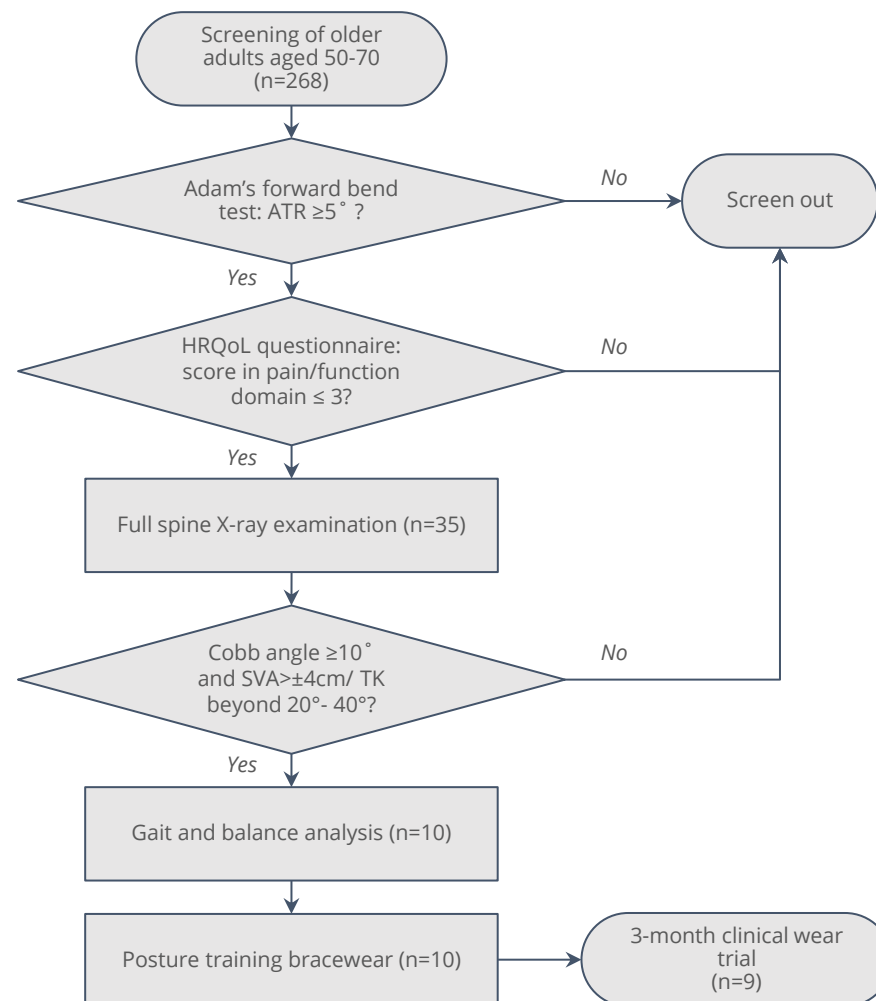 Screening of older
adults aged 50-70
(n=268)
Adam’s forward bend
test: ATR ≥5˚ ?
No
Screen out
Yes
HRQoL questionnaire:
score in pain/function
domain ≤ 3?
No
Yes
Full spine X-ray examination (n=35)
Cobb angle ≥10˚
and SVA>±4cm/ TK
beyond 20°- 40°?
No
Yes
Gait and balance analysis (n=10)
Posture training bracewear (n=10)
3-month clinical wear
trial
(n=9)